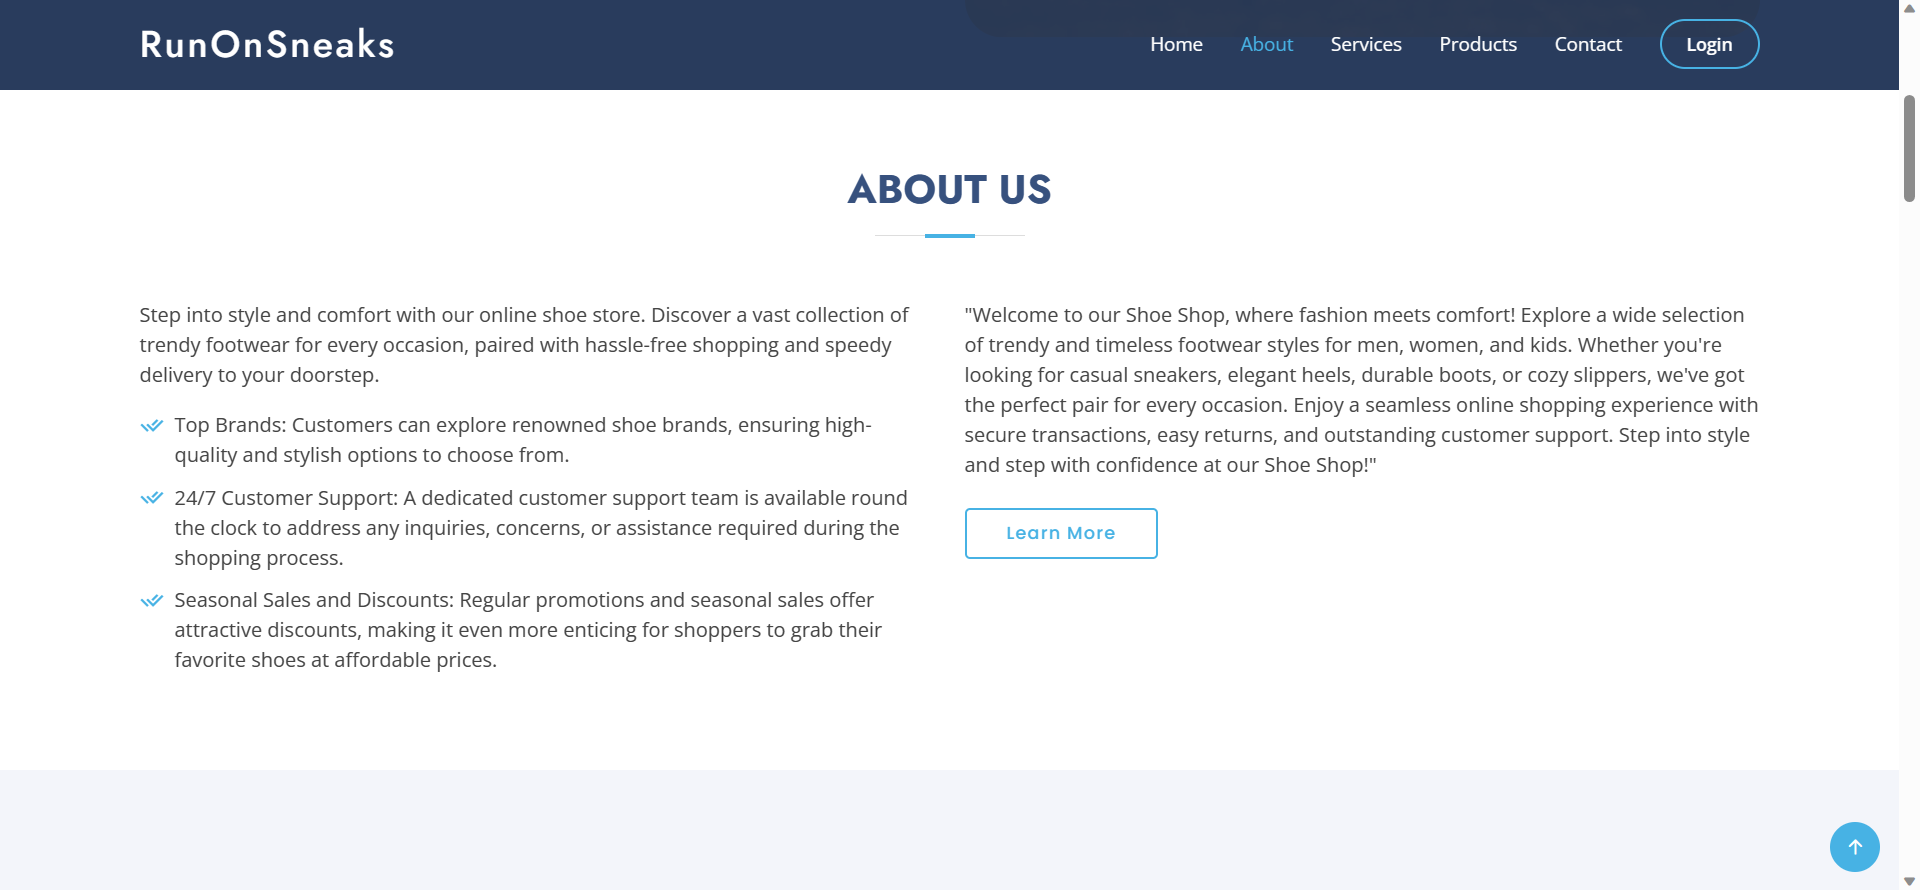 RunOnSneaks
Home About Services Products Contact Login
ABOUT US
Step into style and comfort with our online shoe store. Discover a vast collection of
trendy footwear for every occasion, paired with hassle-free shopping and speedy
delivery to your doorstep.
Top Brands: Customers can explore renowned shoe brands, ensuring high-
quality and stylish options to choose from.
24/7 Customer Support: A dedicated customer support team is available round
the clock to address any inquiries, concerns, or assistance required during the
shopping process.
Seasonal Sales and Discounts: Regular promotions and seasonal sales offer
attractive discounts, making it even more enticing for shoppers to grab their
favorite shoes at affordable prices.
"Welcome to our Shoe Shop, where fashion meets comfort! Explore a wide selection
of trendy and timeless footwear styles for men, women, and kids. Whether you're
looking for casual sneakers, elegant heels, durable boots, or cozy slippers, we've got
the perfect pair for every occasion. Enjoy a seamless online shopping experience with
secure transactions, easy returns, and outstanding customer support. Step into style
and step with confidence at our Shoe Shop!"
Learn More